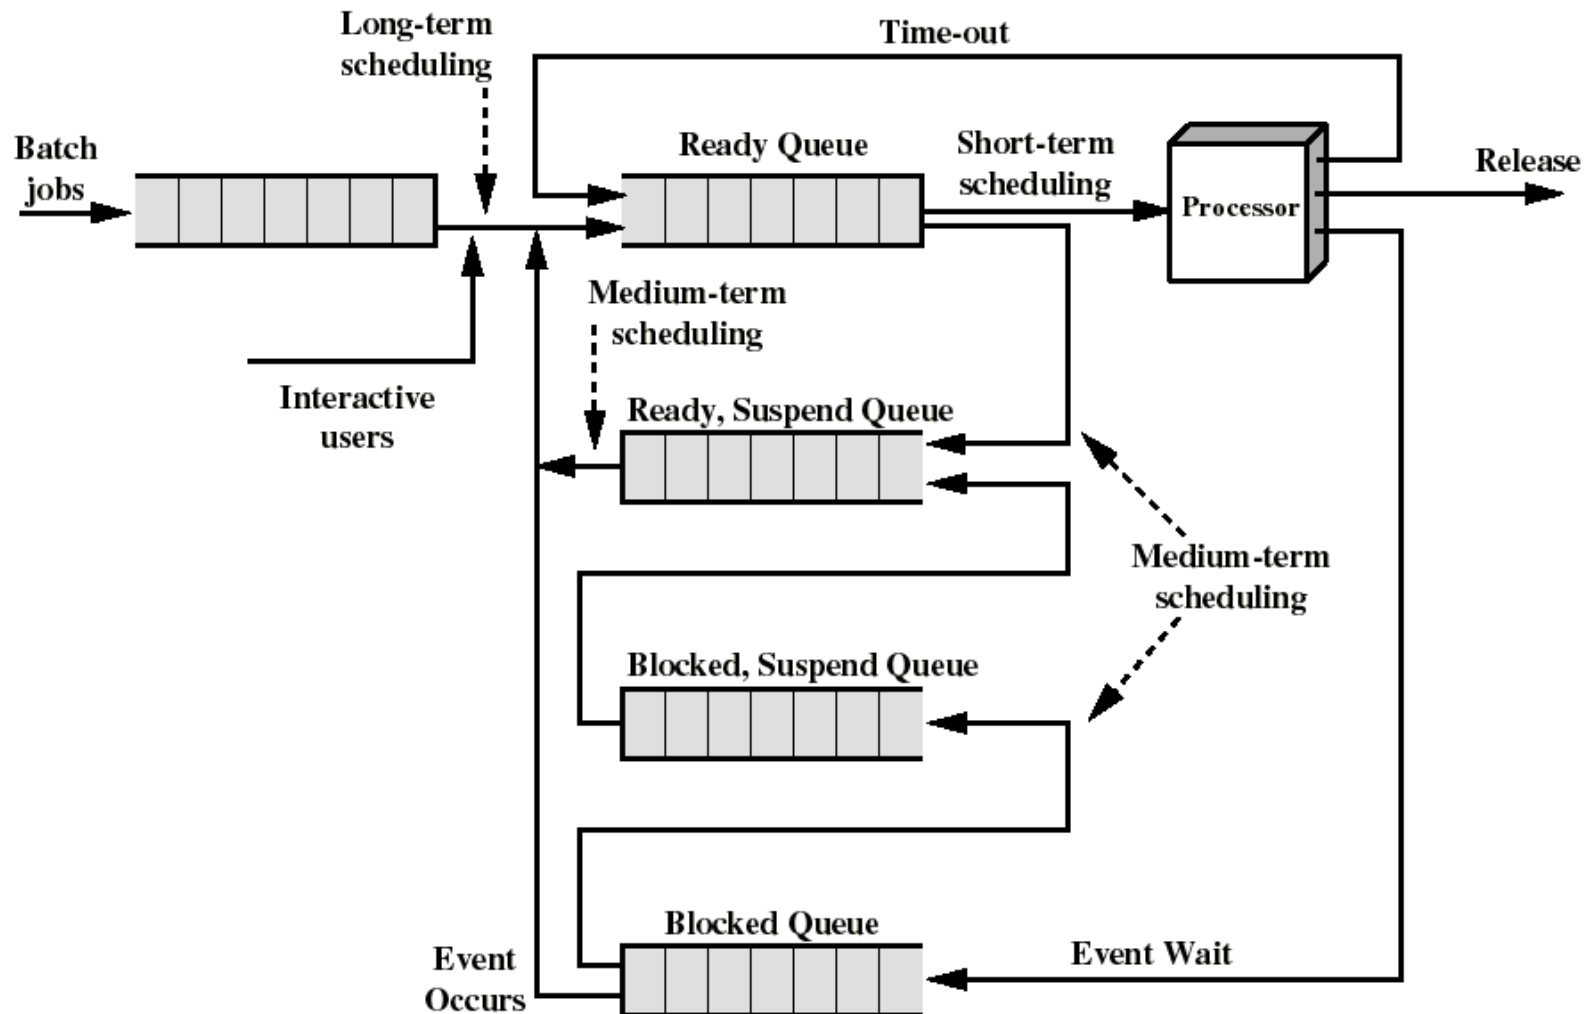 Long-term
scheduling
Time-out
Batch
jobs
Ready Queue
Short-term
scheduling
Processor
Release
Medium-term
scheduling
Interactive
users
Ready, Suspend Queue
Medium-term
scheduling
Blocked, Suspend Queue
Blocked Queue
Event
Occurs
Event Wait